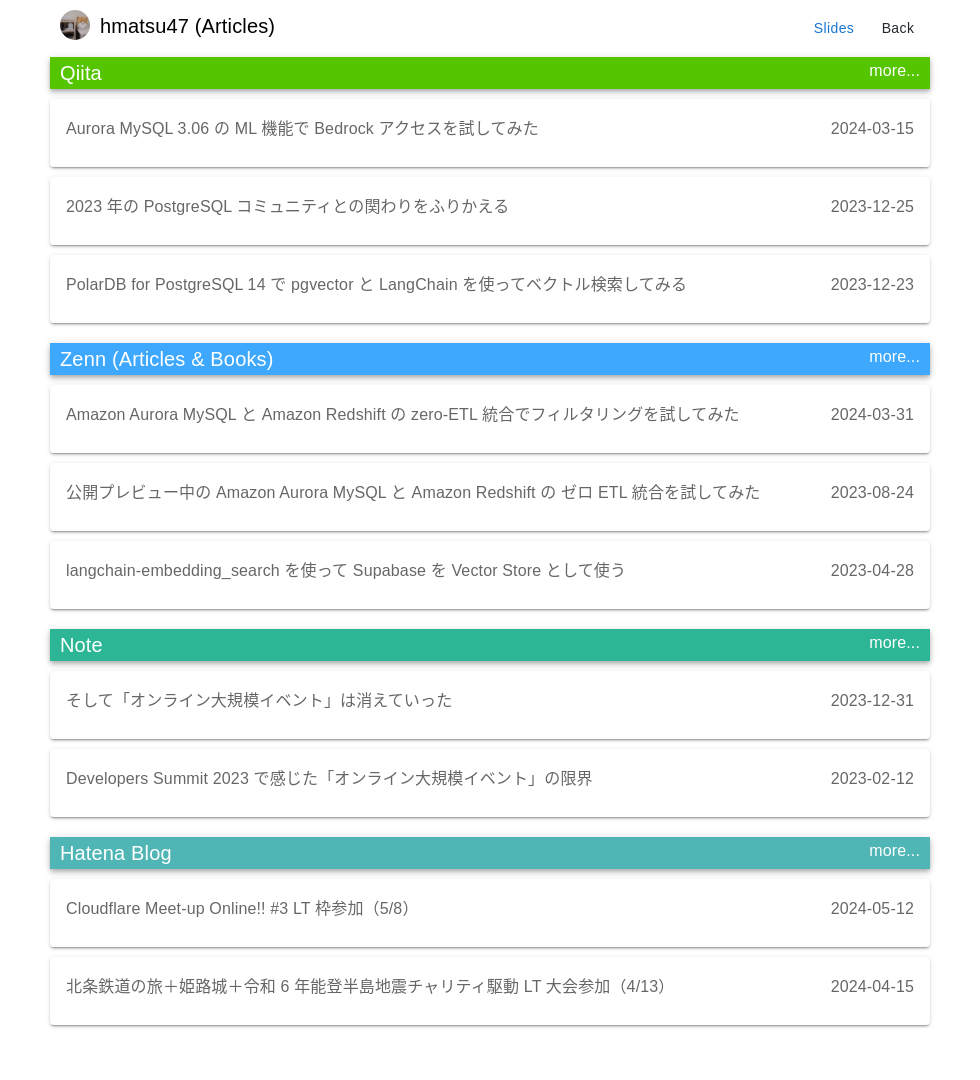 hmatsu47 (Articles)
Slides
Back
Qiita
more...
Aurora MySQL 3.06 の ML 機能で Bedrock アクセスを試してみた
2024-03-15
2023 年の PostgreSQL コミュニティとの関わりをふりかえる
2023-12-25
PolarDB for PostgreSQL 14 で pgvector と LangChain を使ってベクトル検索してみる
2023-12-23
Zenn (Articles & Books)
more...
Amazon Aurora MySQL と Amazon Redshift の zero-ETL 統合でフィルタリングを試してみた
2024-03-31
公開プレビュー中の Amazon Aurora MySQL と Amazon Redshift の ゼロ ETL 統合を試してみた
2023-08-24
langchain-embedding_search を使って Supabase を Vector Store として使う
2023-04-28
Note
more...
そして「オンライン大規模イベント」は消えていった
2023-12-31
Developers Summit 2023 で感じた「オンライン大規模イベント」の限界
2023-02-12
Hatena Blog
more...
Cloudflare Meet-up Online!! #3 LT 枠参加（5/8）
2024-05-12
北条鉄道の旅＋姫路城＋令和 6 年能登半島地震チャリティ駆動 LT 大会参加（4/13）
2024-04-15